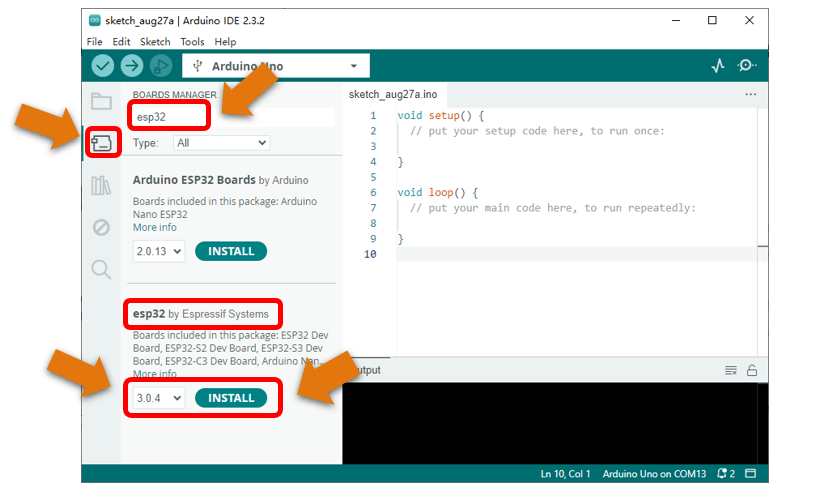 sketch_aug27a | Arduino IDE 2.3.2
File Edit Sketch Tools Help
Arduino Uno
BOARDS MANAGER
esp32
Type: All
Arduino ESP32 Boards by Arduino
Boards included in this package: Arduino
Nano ESP32
More info
2.0.13 INSTALL
esp32 by Espressif Systems
Boards included in this package: ESP32 Dev
Board, ESP32-S2 Dev Board, ESP32-S3 Dev
Board, ESP32-C3 Dev Board, Arduino Nan...
More info
3.0.4 INSTALL
sketch_aug27a.ino
1 void setup() {
2 // put your setup code here, to run once:
3
4 }
5
6 void loop() {
7 // put your main code here, to run repeatedly:
8
9 }
10
Output
Ln 10, Col 1 Arduino Uno on COM13 2